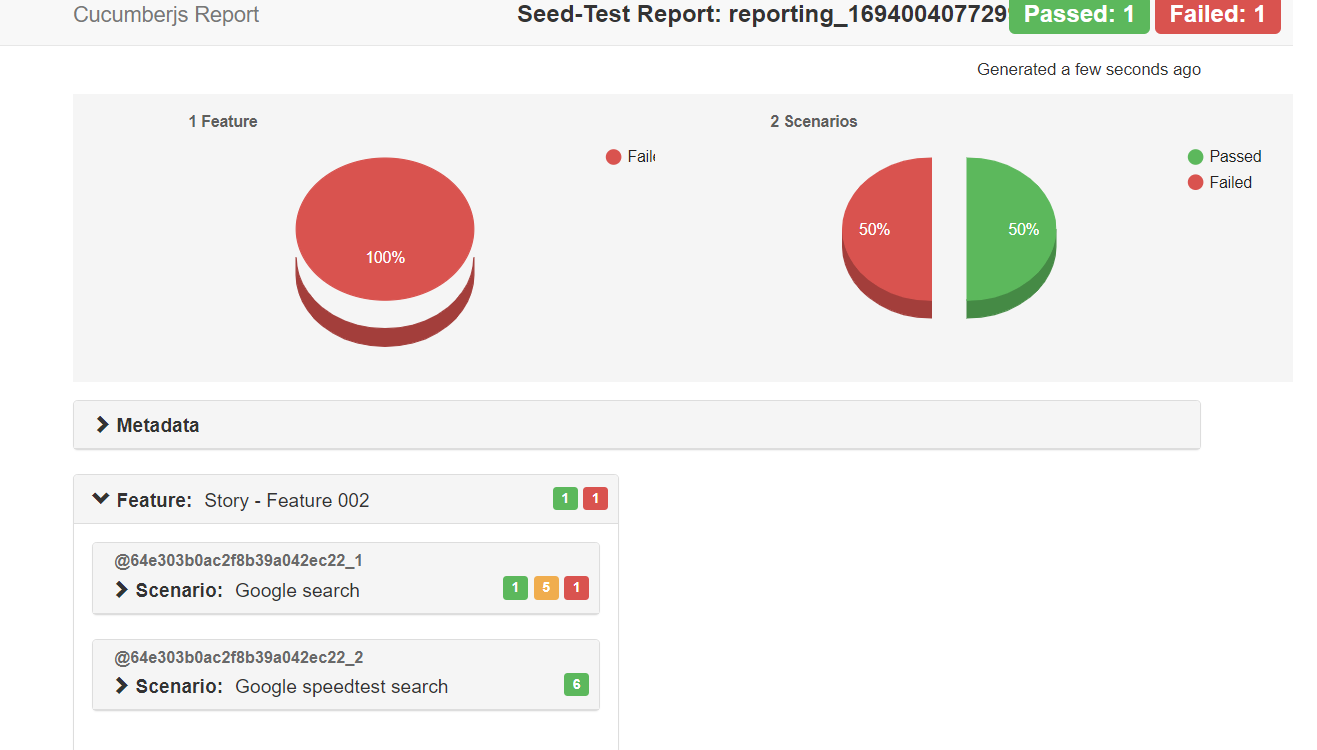 Cucumberjs Report
Seed-Test Report: reporting_169400407729
Passed: 1
Failed: 1
Generated a few seconds ago
1 Feature
Faile
100%
2 Scenarios
Passed
Failed
50%
50%
Metadata
Feature: Story - Feature 002
1 1
@64e303b0ac2f8b39a042ec22_1
Scenario: Google search
1 5 1
@64e303b0ac2f8b39a042ec22_2
Scenario: Google speedtest search
6